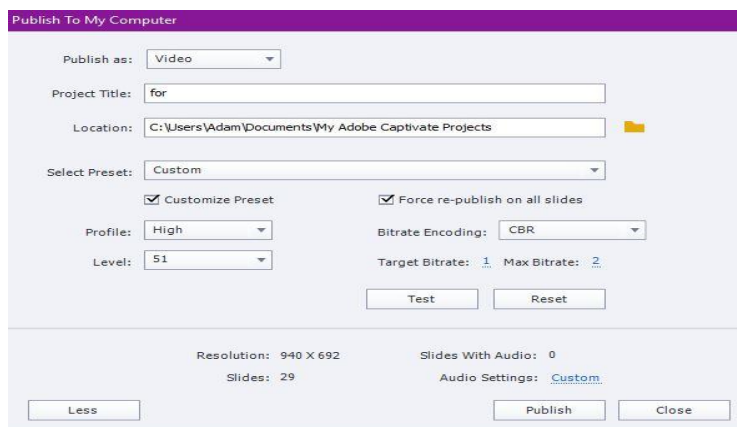 Publish To My Computer
Publish as: Video
Project Title: for
Location: C:\Users\Adam\Documents\My Adobe Captivate Projects
Select Preset: Custom
Customize Preset Force re-publish on all slides
Profile: High Bitrate Encoding: CBR
Level: 51 Target Bitrate: 1 Max Bitrate: 2
Test Reset
Resolution: 940 X 692 Slides With Audio: 0
Slides: 29 Audio Settings: Custom
Less Publish Close